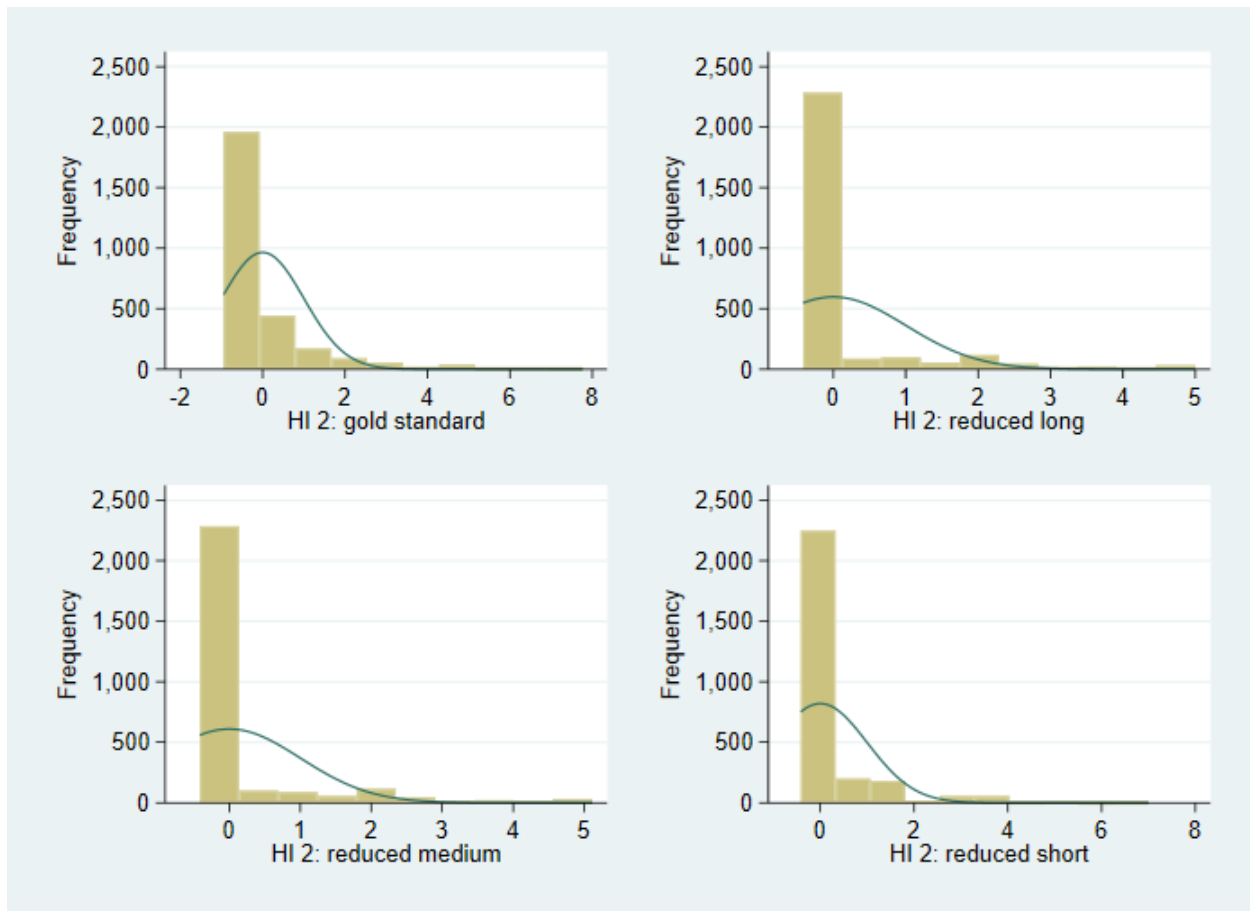 2,500
2,000
1,500
1,000
500
0
Frequency
-2 0 2 4 6 8
HI 2: gold standard
2,500
2,000
1,500
1,000
500
0
Frequency
0 1 2 3 4 5
HI 2: reduced long
2,500
2,000
1,500
1,000
500
0
Frequency
0 1 2 3 4 5
HI 2: reduced medium
2,500
2,000
1,500
1,000
500
0
Frequency
0 2 4 6 8
HI 2: reduced short